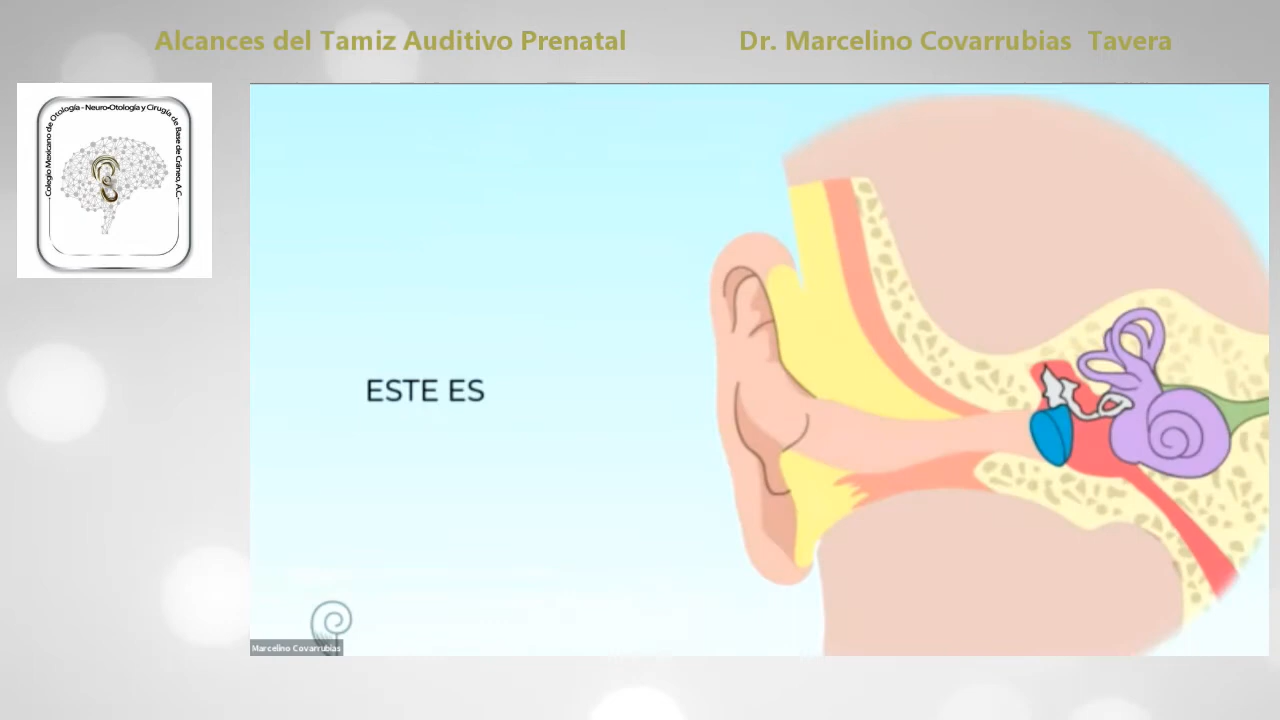 Alcances del Tamiz Auditivo Prenatal
Dr. Marcelino Covarrubias Tavera
Colegio Mexicano de Otología - Neuro-Otología y Cirugía de Base de Cráneo, A.C.
ESTE ES
Marcelino Covarrubias